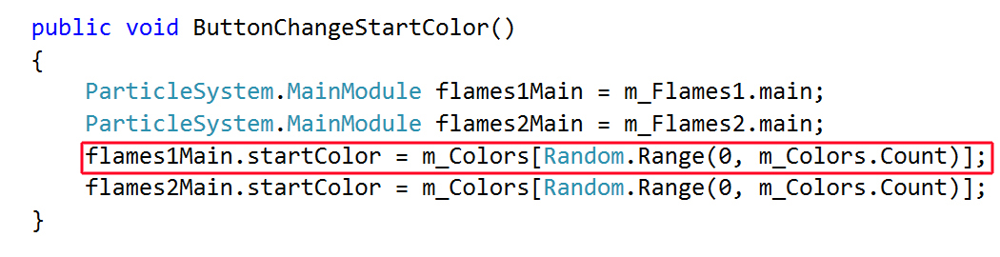 public void ButtonChangeStartColor()
{
    ParticleSystem.MainModule flames1Main = m_Flames1.main;
    ParticleSystem.MainModule flames2Main = m_Flames2.main;
    flames1Main.startColor = m_Colors[Random.Range(0, m_Colors.Count)];
    flames2Main.startColor = m_Colors[Random.Range(0, m_Colors.Count)];
}